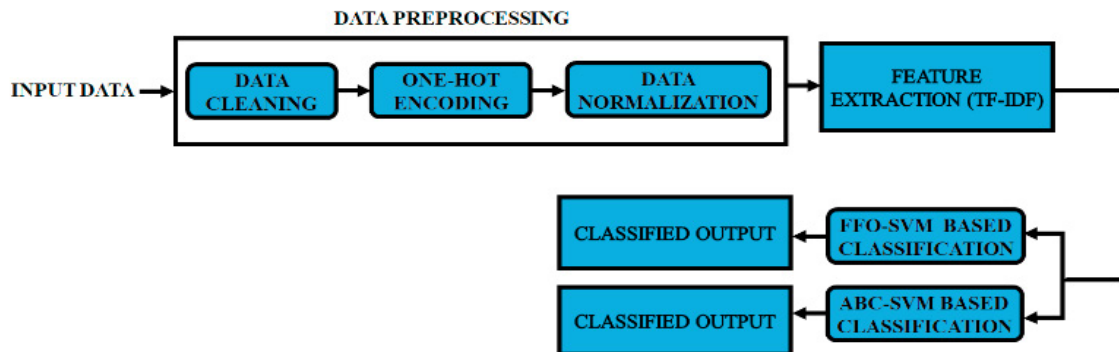 DATA PREPROCESSING
INPUT DATA
DATA
CLEANING
ONE-HOT
ENCODING
DATA
NORMALIZATION
FEATURE
EXTRACTION (TF-IDF)
CLASSIFIED OUTPUT
FFO-SVM BASED
CLASSIFICATION
CLASSIFIED OUTPUT
ABC-SVM BASED
CLASSIFICATION